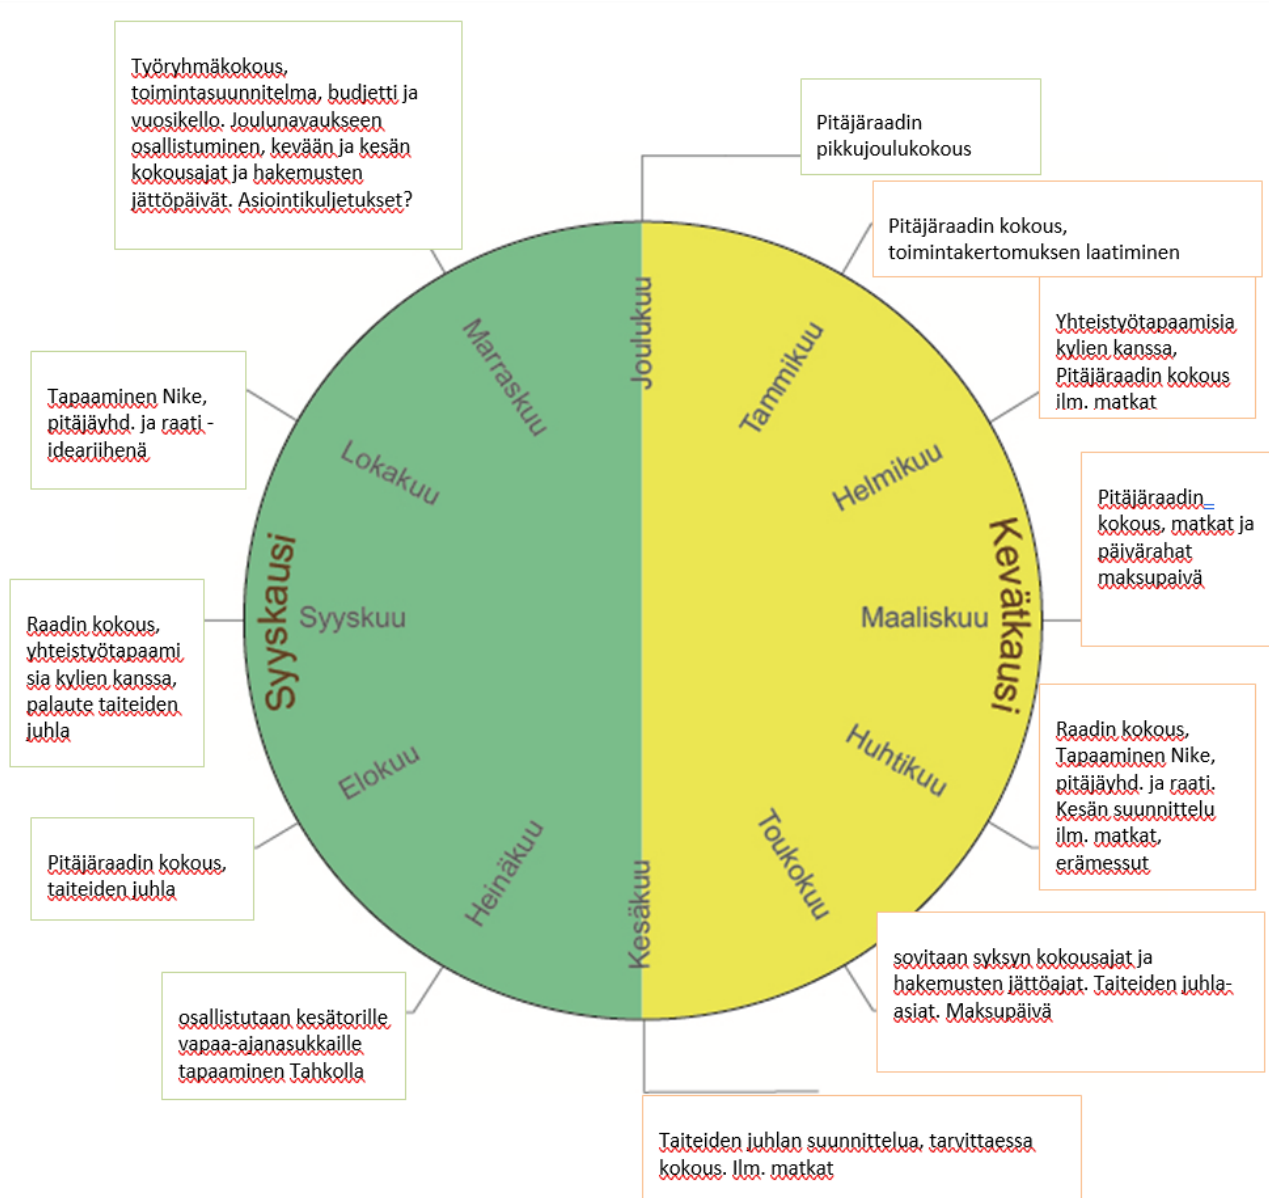 Työryhmäkokous,
toimintasuunnitelma, budjetti ja
vuosikello. Joulunavaukseen
osallistuminen, kevään ja kesän
kokousajat ja hakemusten
jättöpäivät. Asiointikuljetukset?
Pitäjäraadin
pikkujoulukokous
Pitäjäraadin kokous,
toimintakertomuksen laatiminen
Yhteistyötapaamisia
kylien kanssa,
Pitäjäraadin kokous
ilm. matkat
Pitäjäraadin
kokous, matkat ja
päivärahat
maksupaivä
Raadin kokous,
Tapaaminen Nike,
pitäjäyhd. ja raati.
Kesän suunnittelu
ilm. matkat,
erämessut
sovitaan syksyn kokousajat ja
hakemusten jättöajat. Taiteiden juhla-
asiat. Maksupäivä
Taiteiden juhlan suunnittelua, tarvittaessa
kokous. Ilm. matkat
osallistutaan kesätorille
vapaa-ajanasukkaille
tapaaminen Tahkolla
Pitäjäraadin kokous,
taiteiden juhla
Raadin kokous,
yhteistyötapaami
sia kylien kanssa,
palaute taiteiden
juhla
Tapaaminen Nike,
pitäjäyhd. ja raati -
ideariihenä
Joulukuu
Tammikuu
Helmikuu
Maaliskuu
Huhtikuu
Toukokuu
Kesäkuu
Heinäkuu
Elokuu
Syyskuu
Lokakuu
Marraskuu
Kevätkausi
Syyskausi